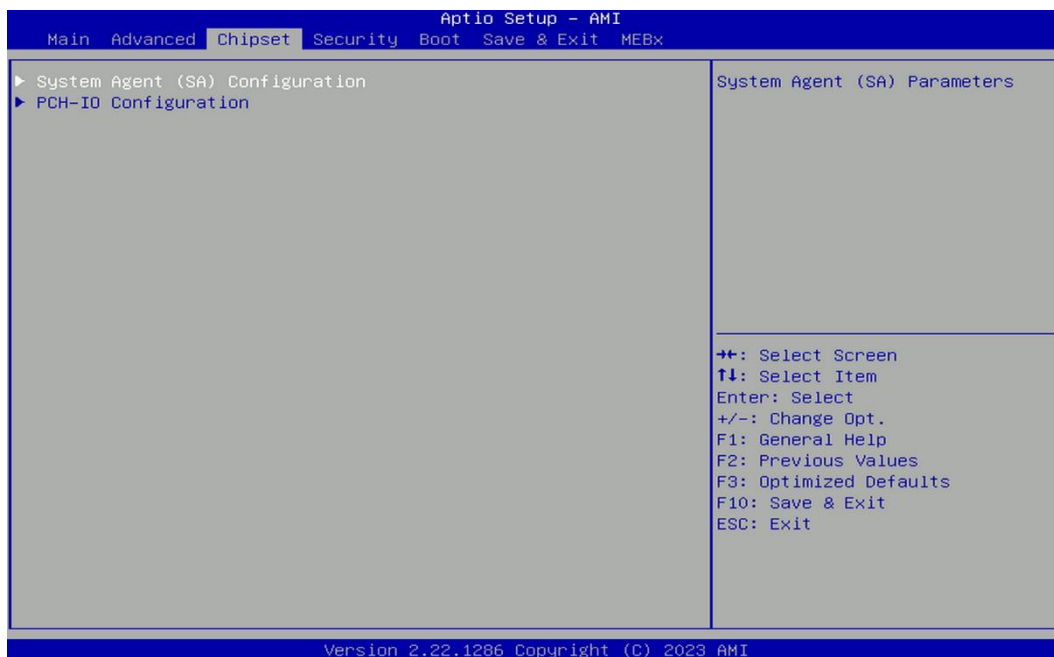 Aptio Setup – AMI
Main Advanced Chipset Security Boot Save & Exit MEBx
▶ System Agent (SA) Configuration
▶ PCH-IO Configuration
System Agent (SA) Parameters
→←: Select Screen
↑↓: Select Item
Enter: Select
+/-: Change Opt.
F1: General Help
F2: Previous Values
F3: Optimized Defaults
F10: Save & Exit
ESC: Exit
Version 2.22.1286 Copyright (C) 2023 AMI